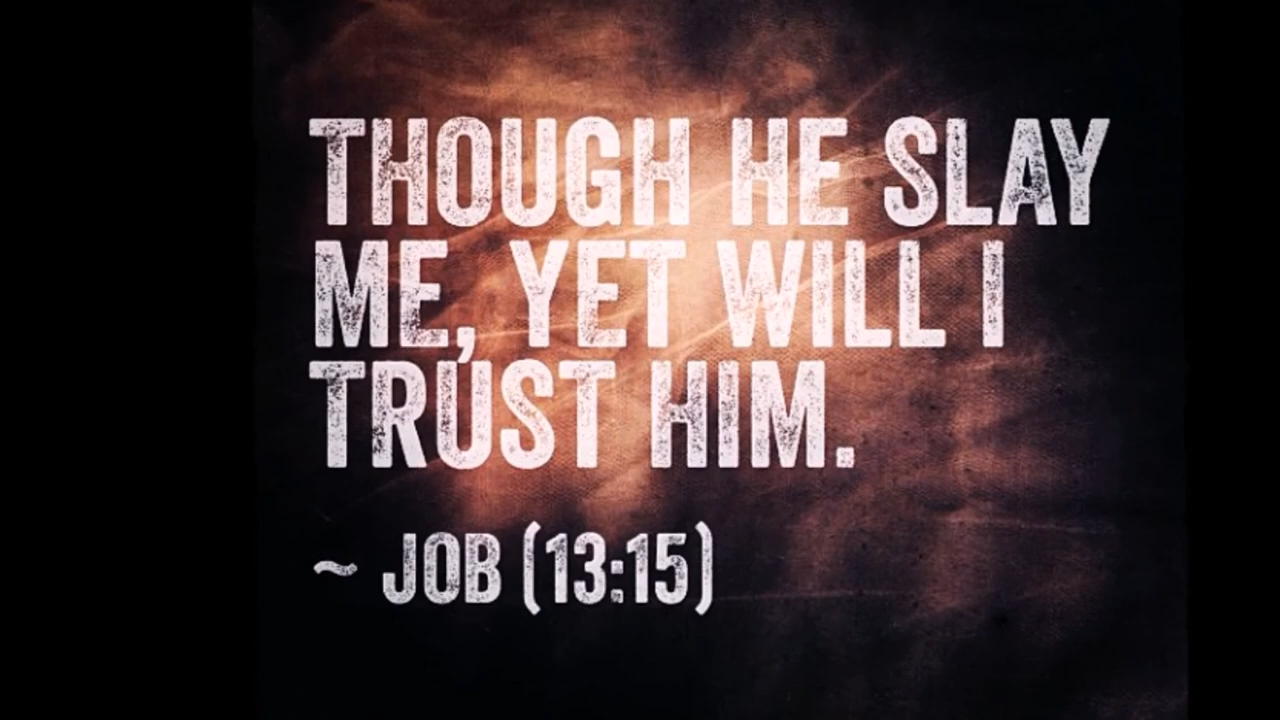 THOUGH HE SLAY
ME, YET WILL I
TRUST HIM.
~ JOB (13:15)